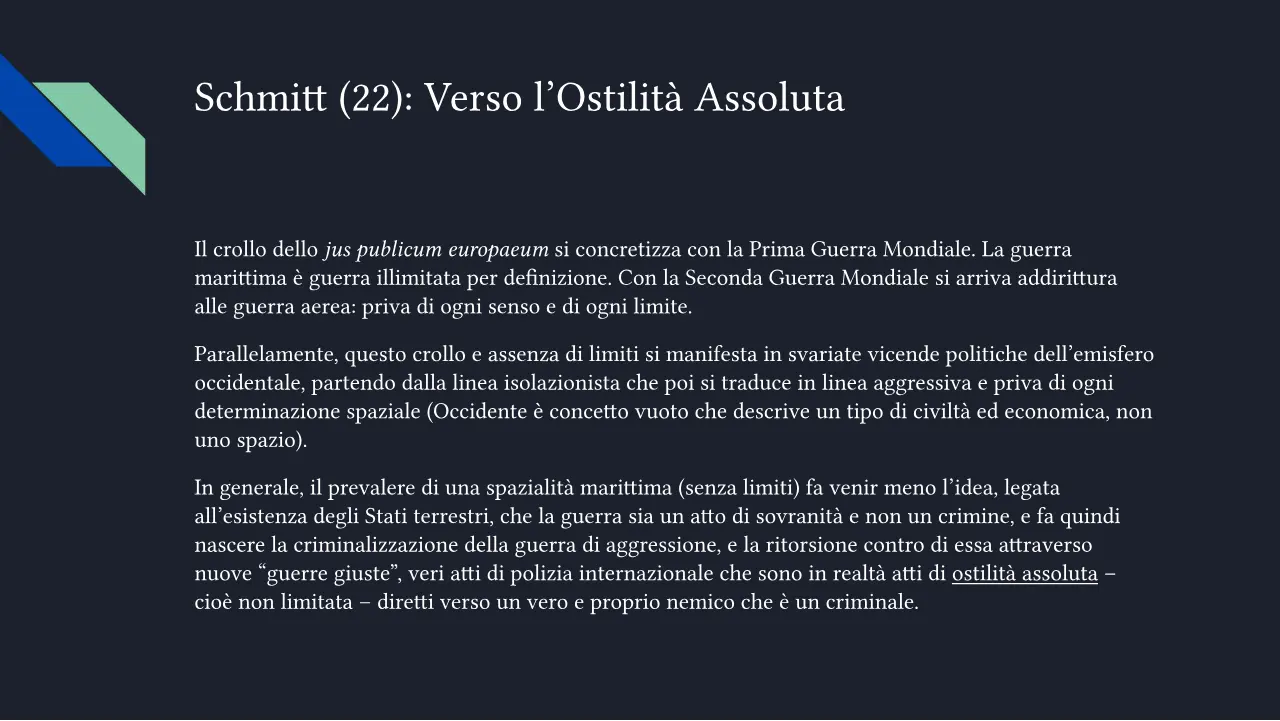 Schmitt (22): Verso l’Ostilità Assoluta
Il crollo dello jus publicum europaeum si concretizza con la Prima Guerra Mondiale. La guerra
marittima è guerra illimitata per definizione. Con la Seconda Guerra Mondiale si arriva addirittura
alle guerra aerea: priva di ogni senso e di ogni limite.
Parallelamente, questo crollo e assenza di limiti si manifesta in svariate vicende politiche dell’emisfero
occidentale, partendo dalla linea isolazionista che poi si traduce in linea aggressiva e priva di ogni
determinazione spaziale (Occidente è concetto vuoto che descrive un tipo di civiltà ed economica, non
uno spazio).
In generale, il prevalere di una spazialità marittima (senza limiti) fa venir meno l’idea, legata
all’esistenza degli Stati terrestri, che la guerra sia un atto di sovranità e non un crimine, e fa quindi
nascere la criminalizzazione della guerra di aggressione, e la ritorsione contro di essa attraverso
nuove “guerre giuste”, veri atti di polizia internazionale che sono in realtà atti di ostilità assoluta –
cioè non limitata – diretti verso un vero e proprio nemico che è un criminale.